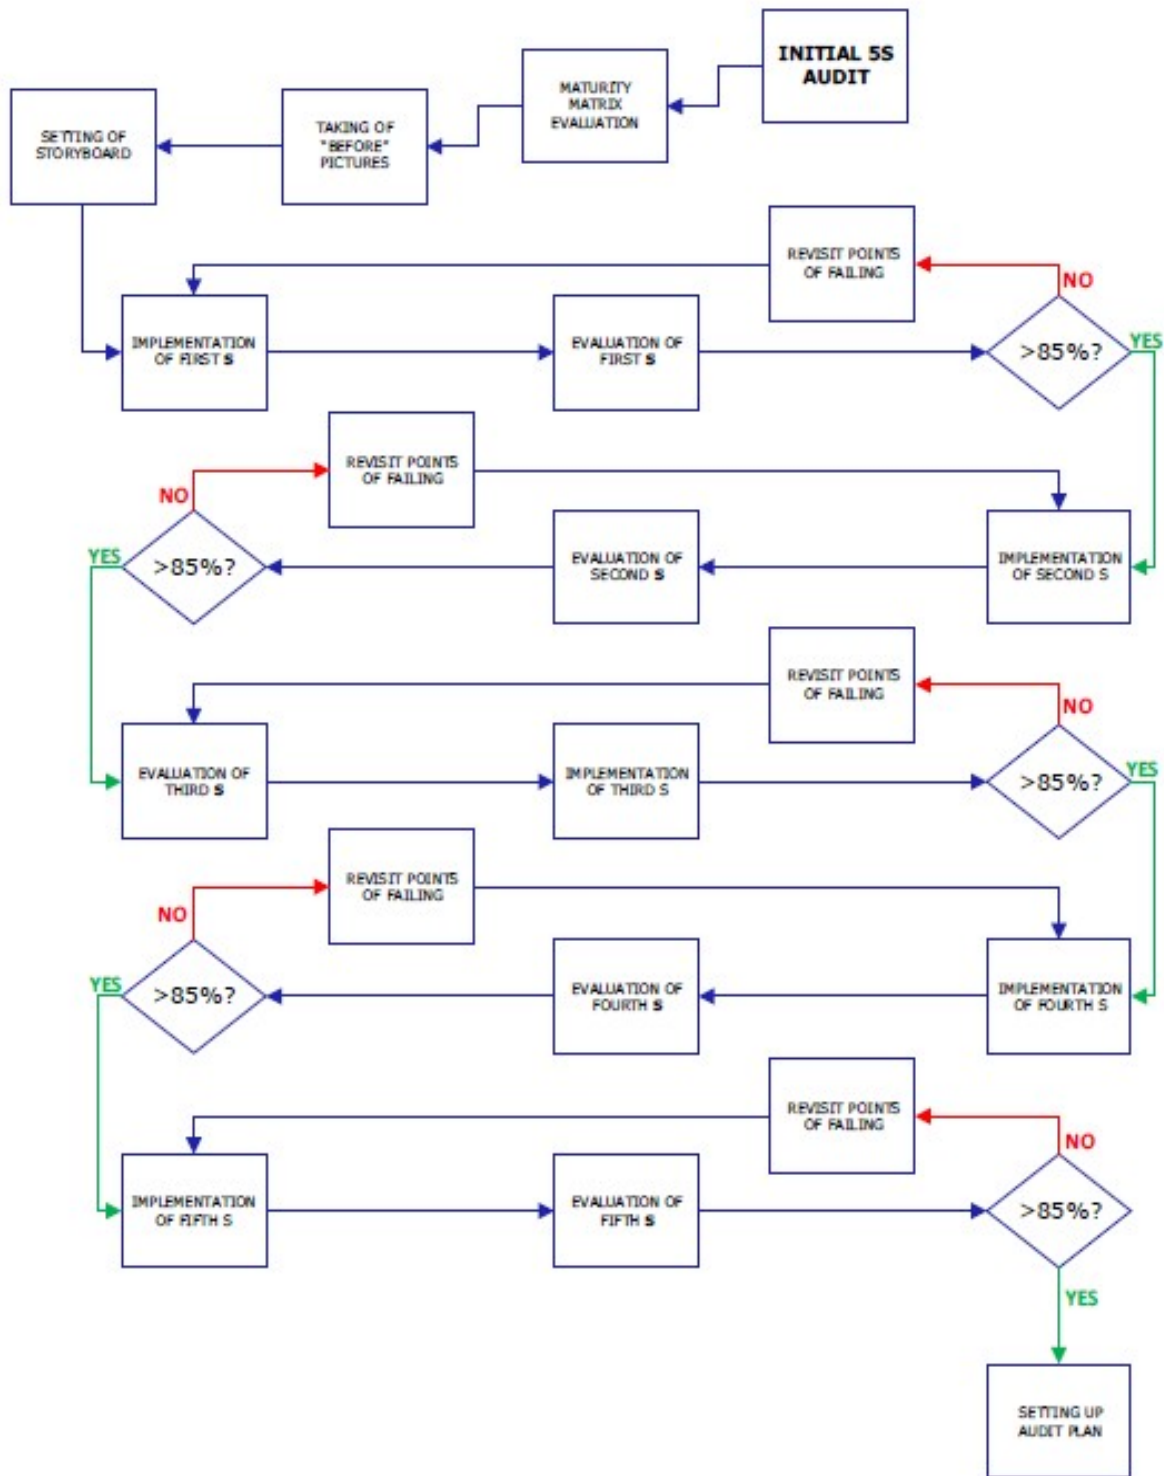 INITIAL 5S
AUDIT
MATURITY
MATRIX
EVALUATION
TAKING OF
"BEFORE"
PICTURES
SETTING OF
STORYBOARD
REVISIT POINTS
OF FAILING
NO
IMPLEMENTATION
OF FIRST S
EVALUATION OF
FIRST S
>85%?
YES
REVISIT POINTS
OF FAILING
NO
YES
>85%?
EVALUATION OF
SECOND S
IMPLEMENTATION
OF SECOND S
REVISIT POINTS
OF FAILING
NO
EVALUATION OF
THIRD S
IMPLEMENTATION
OF THIRD S
>85%?
YES
REVISIT POINTS
OF FAILING
NO
YES
>85%?
EVALUATION OF
FOURTH S
IMPLEMENTATION
OF FOURTH S
REVISIT POINTS
OF FAILING
NO
IMPLEMENTATION
OF FIFTH S
EVALUATION OF
FIFTH S
>85%?
YES
SETTING UP
AUDIT PLAN